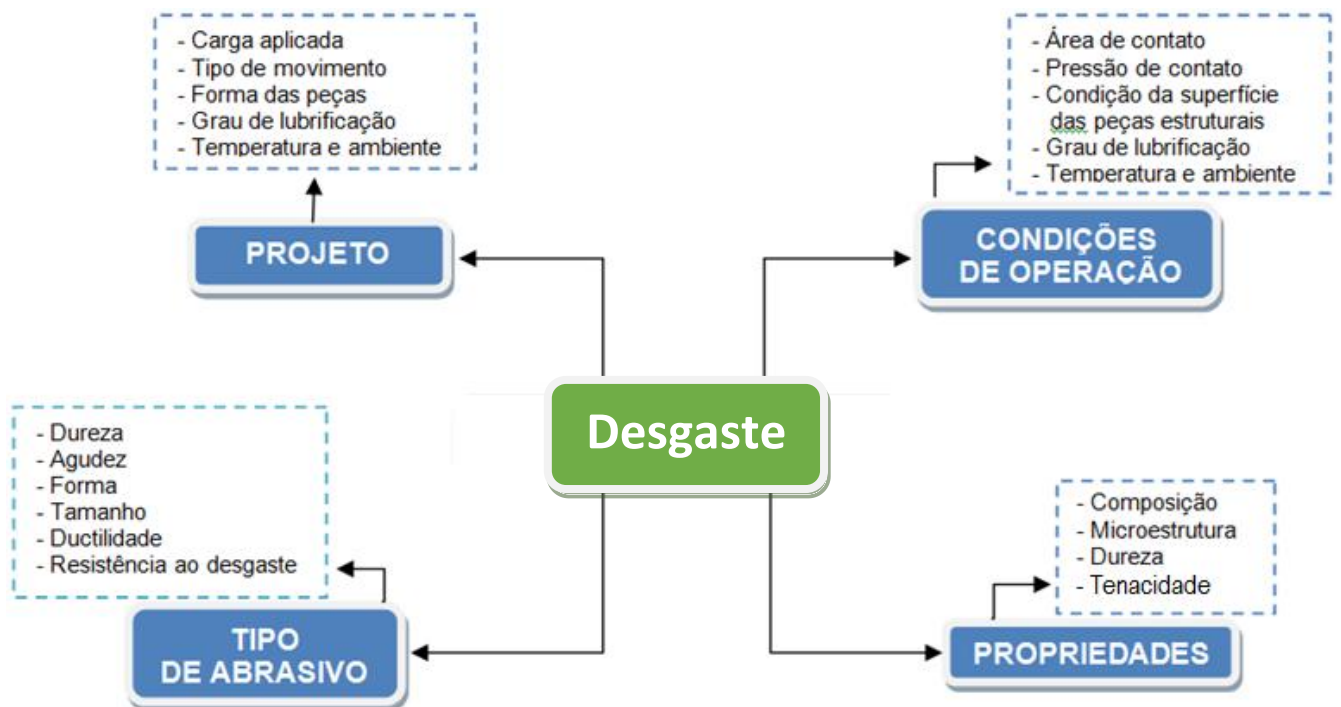 - Carga aplicada
- Tipo de movimento
- Forma das peças
- Grau de lubrificação
- Temperatura e ambiente
PROJETO
- Área de contato
- Pressão de contato
- Condição da superfície
das peças estruturais
- Grau de lubrificação
- Temperatura e ambiente
CONDIÇÕES
DE OPERAÇÃO
Desgaste
- Dureza
- Agudez
- Forma
- Tamanho
- Ductilidade
- Resistência ao desgaste
TIPO
DE ABRASIVO
- Composição
- Microestrutura
- Dureza
- Tenacidade
PROPRIEDADES